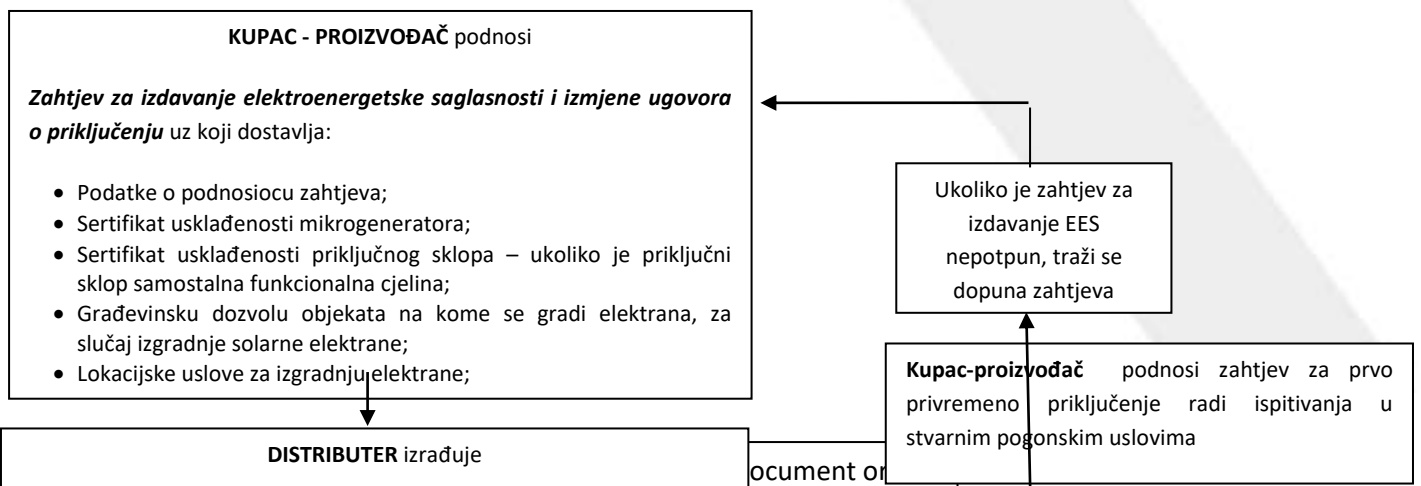 KUPAC - PROIZVOĐAČ podnosi
Zahtjev za izdavanje elektroenergetske saglasnosti i izmjene ugovora
o priključenju uz koji dostavlja:
• Podatke o podnosiocu zahtjeva;
• Sertifikat usklađenosti mikrogeneratora;
• Sertifikat usklađenosti priključnog sklopa – ukoliko je priključni
sklop samostalna funkcionalna cjelina;
• Građevinsku dozvolu objekata na kome se gradi elektrana, za
slučaj izgradnje solarne elektrane;
• Lokacijske uslove za izgradnju elektrane;
Ukoliko je zahtjev za
izdavanje EES
nepotpun, traži se
dopuna zahtjeva
Kupac-proizvođač podnosi zahtjev za prvo
privremeno priključenje radi ispitivanja u
stvarnim pogonskim uslovima
DISTRIBUTER izrađuje
ocument or